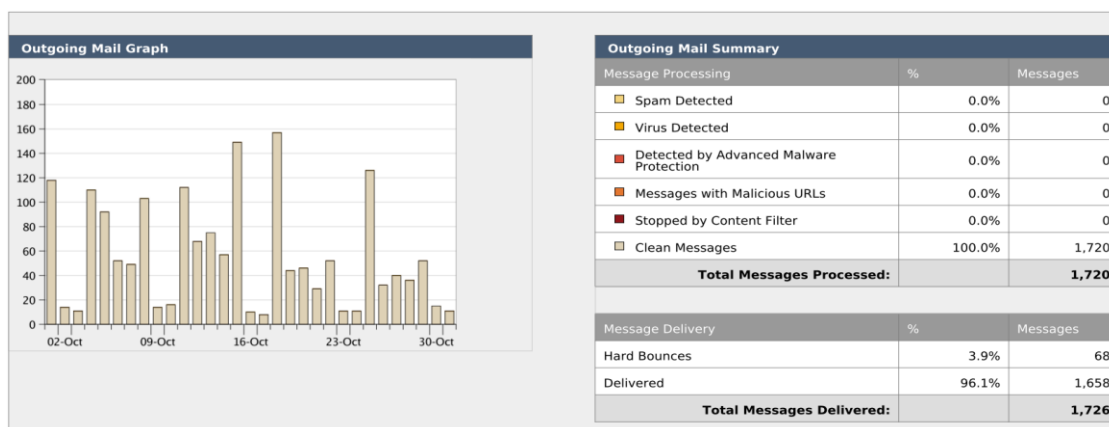 Outgoing Mail Graph
200
180
160
140
120
100
80
60
40
20
0
02-Oct 09-Oct 16-Oct 23-Oct 30-Oct
Outgoing Mail Summary
Message Processing % Messages
Spam Detected 0.0% 0
Virus Detected 0.0% 0
Detected by Advanced Malware
Protection 0.0% 0
Messages with Malicious URLs 0.0% 0
Stopped by Content Filter 0.0% 0
Clean Messages 100.0% 1,720
Total Messages Processed: 1,720
Message Delivery % Messages
Hard Bounces 3.9% 68
Delivered 96.1% 1,658
Total Messages Delivered: 1,726